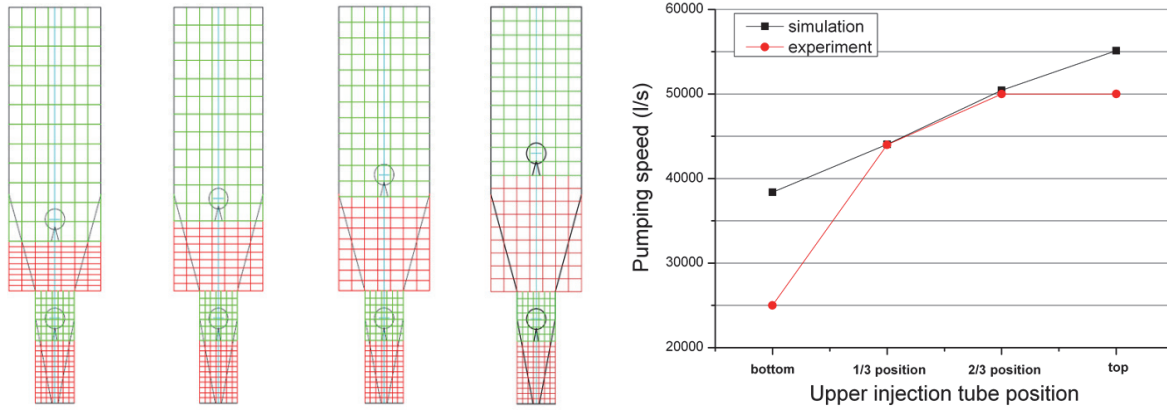 60000
50000
40000
30000
20000
Pumping speed (l/s)
simulation
experiment
bottom
1/3 position
2/3 position
top
Upper injection tube position